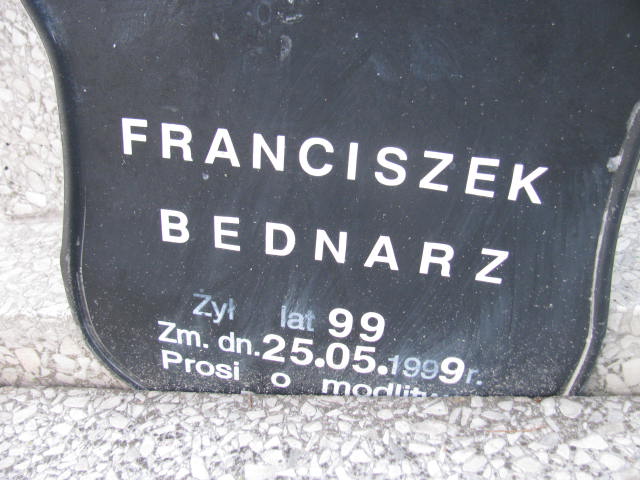 FRANCISZEK
BEDNARZ
Żył lat 99
Zm. dn. 25.05.1999r.
Prosi o